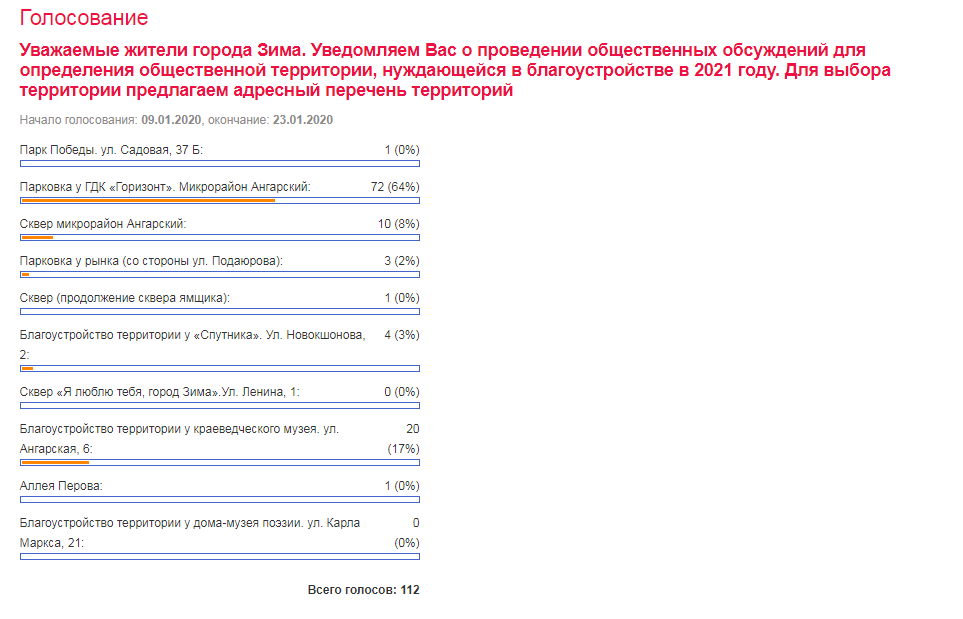 Голосование
Уважаемые жители города Зима. Уведомляем Вас о проведении общественных обсуждений для
определения общественной территории, нуждающейся в благоустройстве в 2021 году. Для выбора
территории предлагаем адресный перечень территорий
Начало голосования: 09.01.2020, окончание: 23.01.2020
Парк Победы. ул. Садовая, 37 Б: 1 (0%)
Парковка у ГДК «Горизонт». Микрорайон Ангарский: 72 (64%)
Сквер микрорайон Ангарский: 10 (8%)
Парковка у рынка (со стороны ул. Подаюрова): 3 (2%)
Сквер (продолжение сквера ямщика): 1 (0%)
Благоустройство территории у «Спутника». Ул. Новокшонова, 4 (3%)
2:
Сквер «Я люблю тебя, город Зима».Ул. Ленина, 1: 0 (0%)
Благоустройство территории у краеведческого музея. ул. 20
Ангарская, 6: (17%)
Аллея Перова: 1 (0%)
Благоустройство территории у дома-музея поэзии. ул. Карла 0
Маркса, 21: (0%)
Всего голосов: 112